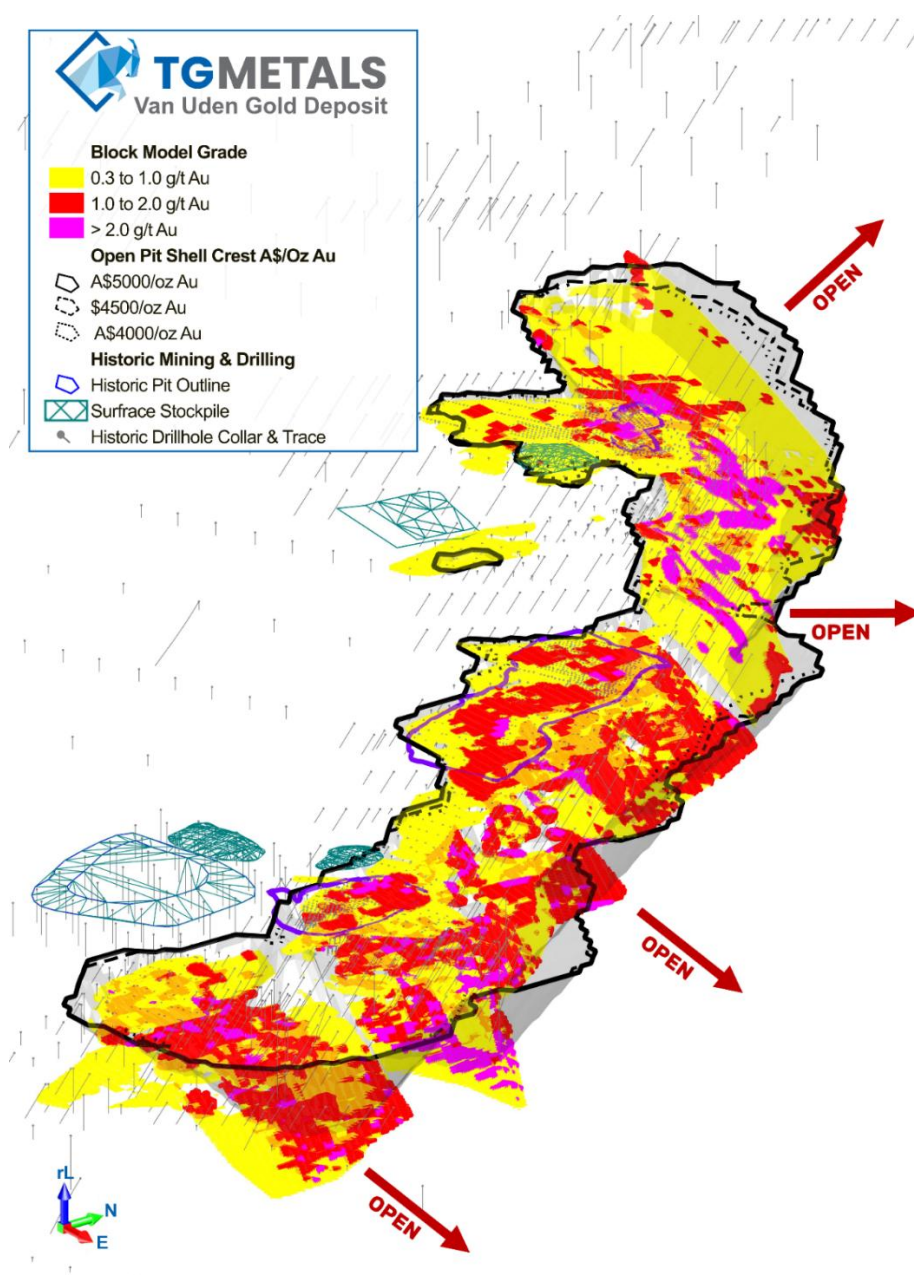 TGMETALS
Van Uden Gold Deposit
Block Model Grade
0.3 to 1.0 g/t Au
1.0 to 2.0 g/t Au
> 2.0 g/t Au
Open Pit Shell Crest A$/Oz Au
A$5000/oz Au
$4500/oz Au
A$4000/oz Au
Historic Mining & Drilling
Historic Pit Outline
Surfrace Stockpile
Historic Drillhole Collar & Trace
OPEN
OPEN
OPEN
OPEN
rL
N
E